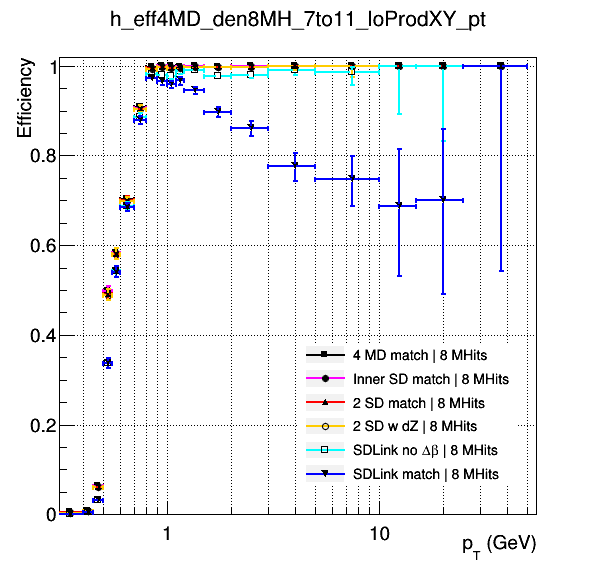 h_eff4MD_den8MH_7to11_loProdXY_pt
Efficiency
1
0.8
0.6
0.4
0.2
0
4 MD match | 8 MHits
Inner SD match | 8 MHits
2 SD match | 8 MHits
2 SD w dZ | 8 MHits
SDLink no Δβ | 8 MHits
SDLink match | 8 MHits
1
10
p_T (GeV)